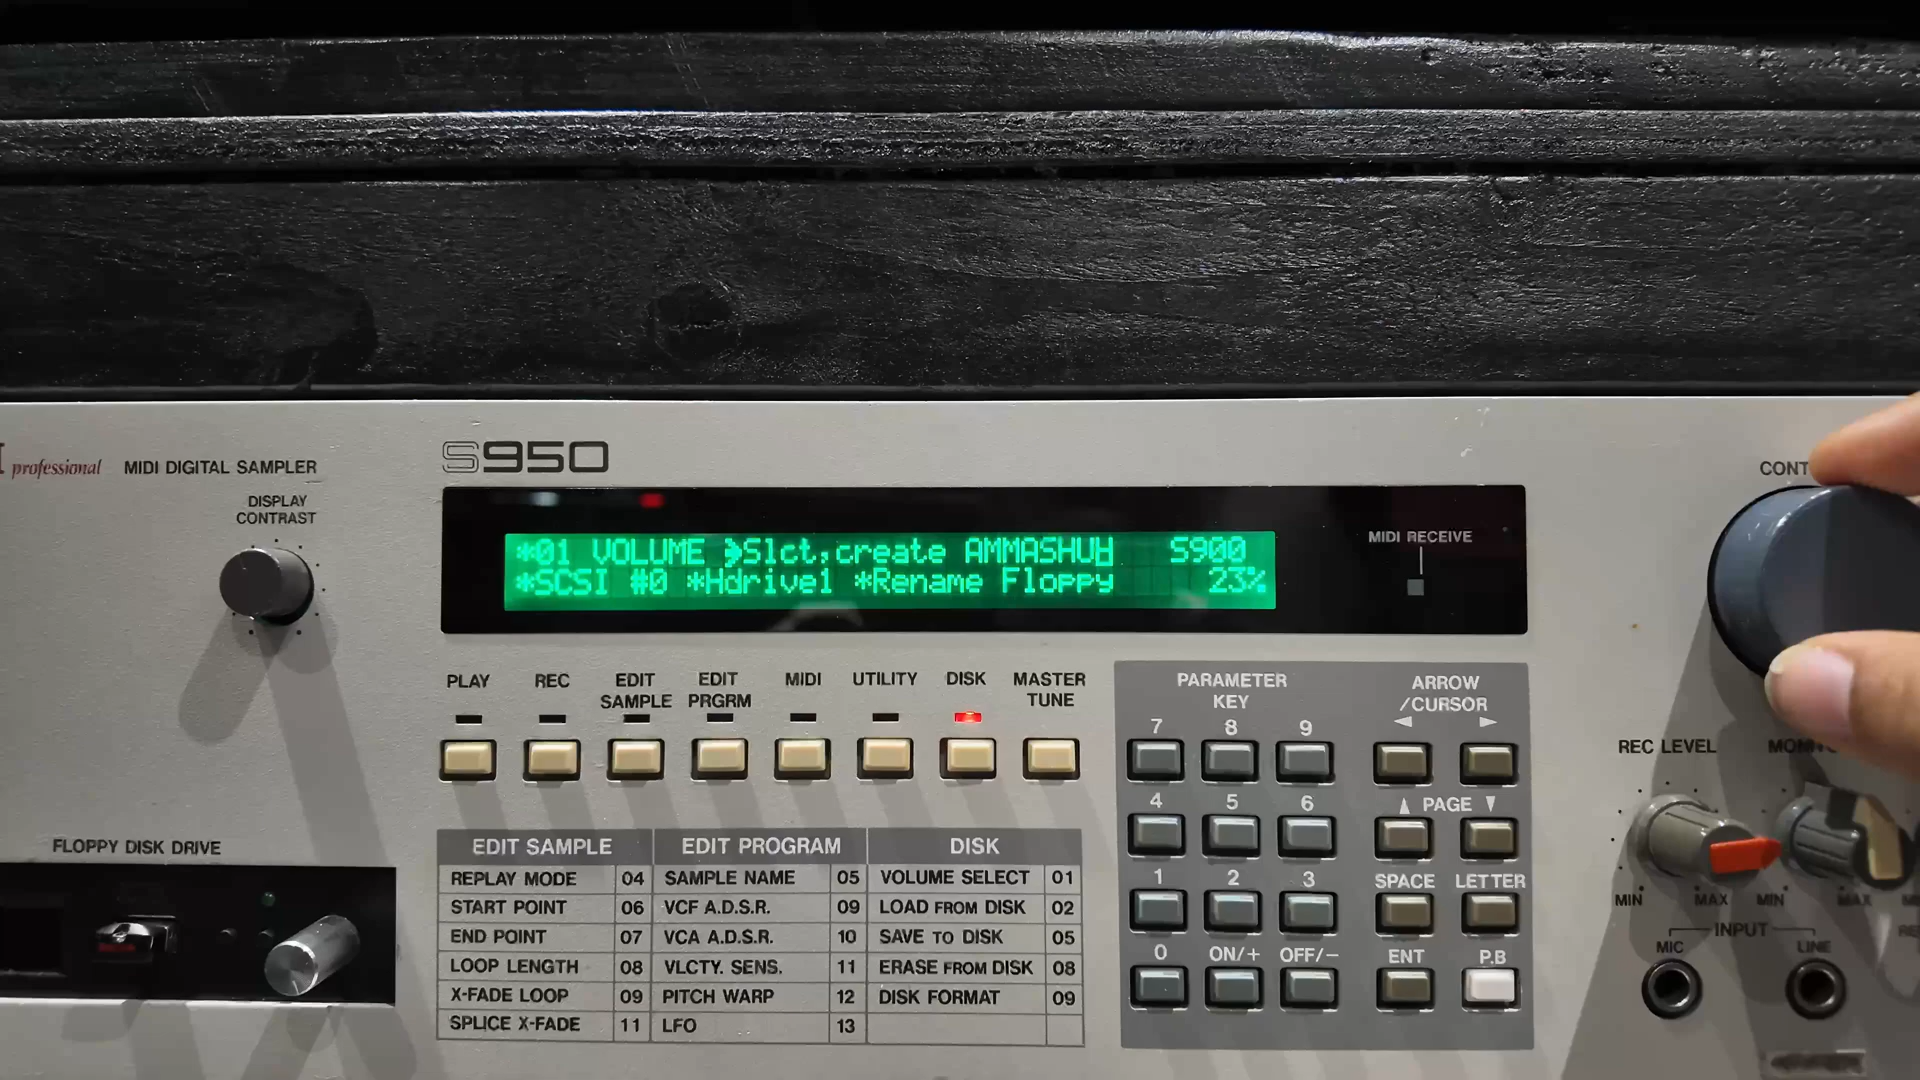 professional MIDI DIGITAL SAMPLER
S950
DISPLAY
CONTRAST
*01 VOLUME Slct,create S900
*SCSI #0 *Hdrive1 *Rename Floppy 23%
MIDI RECEIVE
PLAY
REC
EDIT
SAMPLE
EDIT
PRGRM
MIDI
UTILITY
DISK
MASTER
TUNE
PARAMETER
KEY
ARROW
/CURSOR
7 8 9
4 5 6
PAGE
1 2 3
SPACE LETTER
0 ON/+ OFF/−
ENT P.B
REC LEVEL
MIN MAX MIN MAX
INPUT
MIC LINE
FLOPPY DISK DRIVE
EDIT SAMPLE EDIT PROGRAM DISK
REPLAY MODE 04 SAMPLE NAME 05 VOLUME SELECT 01
START POINT 06 VCF A.D.S.R. 09 LOAD FROM DISK 02
END POINT 07 VCA A.D.S.R. 10 SAVE TO DISK 05
LOOP LENGTH 08 VLCTY. SENS. 11 ERASE FROM DISK 08
X-FADE LOOP 09 PITCH WARP 12 DISK FORMAT 09
SPLICE X-FADE 11 LFO 13